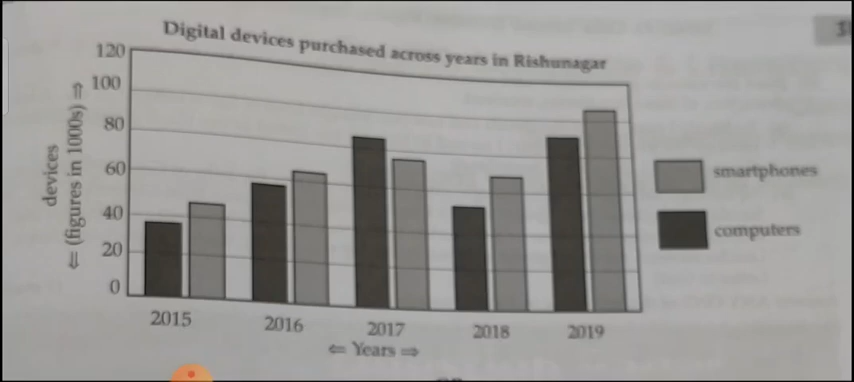 Digital devices purchased across years in Rishunagar
120
100
80
60
40
20
0
devices
⇐ (figures in 1000s) ⇒
smartphones
computers
2015 2016 2017 2018 2019
⇐ Years ⇒